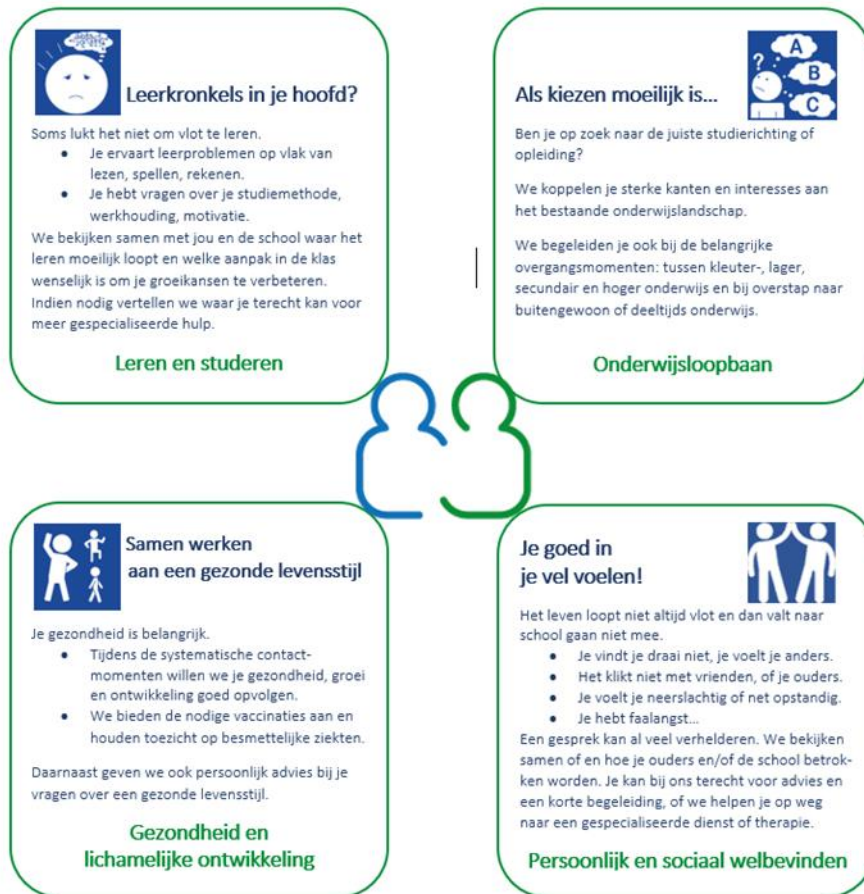 Leerkronkels in je hoofd?
Soms lukt het niet om vlot te leren.
• Je ervaart leerproblemen op vlak van
lezen, spellen, rekenen.
• Je hebt vragen over je studiemethode,
werkhouding, motivatie.
We bekijken samen met jou en de school waar het
leren moeilijk loopt en welke aanpak in de klas
wenselijk is om je groeikansen te verbeteren.
Indien nodig vertellen we waar je terecht kan voor
meer gespecialiseerde hulp.
Leren en studeren
A
?
B
C
Als kiezen moeilijk is...
Ben je op zoek naar de juiste studierichting of
opleiding?
We koppelen je sterke kanten en interesses aan
het bestaande onderwijslandschap.
We begeleiden je ook bij de belangrijke
overgangsmomenten: tussen kleuter-, lager,
secundair en hoger onderwijs en bij overstap naar
buitengewoon of deeltijds onderwijs.
Onderwijsloopbaan
Samen werken
aan een gezonde levensstijl
Je gezondheid is belangrijk.
• Tijdens de systematische contact-
momenten willen we je gezondheid, groei
en ontwikkeling goed opvolgen.
• We bieden de nodige vaccinaties aan en
houden toezicht op besmettelijke ziekten.
Daarnaast geven we ook persoonlijk advies bij je
vragen over een gezonde levensstijl.
Gezondheid en
lichamelijke ontwikkeling
Je goed in
je vel voelen!
Het leven loopt niet altijd vlot en dan valt naar
school gaan niet mee.
• Je vindt je draai niet, je voelt je anders.
• Het klikt niet met vrienden, of je ouders.
• Je voelt je neerslachtig of net opstandig.
• Je hebt faalangst...
Een gesprek kan al veel verhelderen. We bekijken
samen of en hoe je ouders en/of de school betrok-
ken worden. Je kan bij ons terecht voor advies en
een korte begeleiding, of we helpen je op weg
naar een gespecialiseerde dienst of therapie.
Persoonlijk en sociaal welbevinden